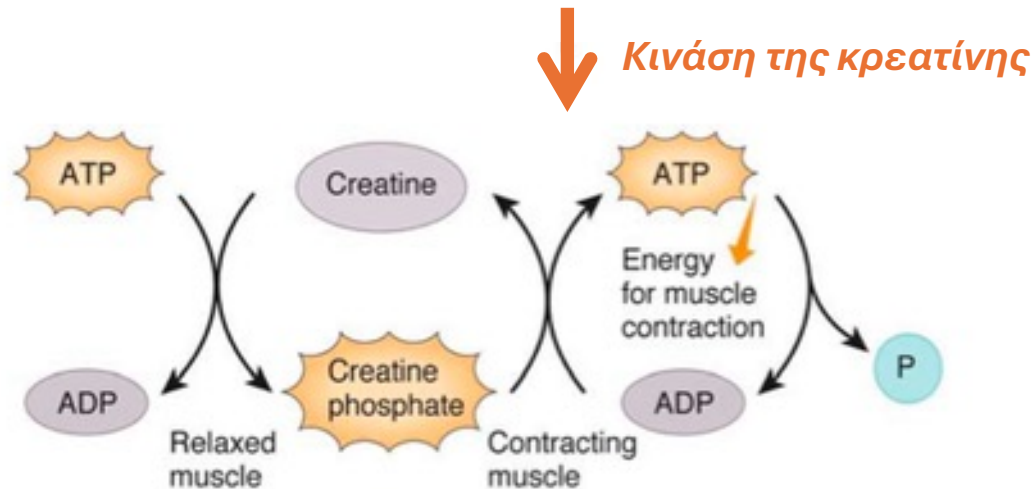 Κινάση της κρεατίνης
ATP
Creatine
ATP
Energy
for muscle
contraction
ADP
Creatine
phosphate
ADP
P
Relaxed
muscle
Contracting
muscle